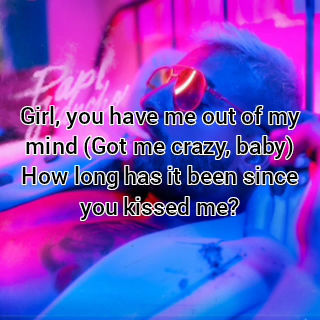 Papi
Girl, you have me out of my
mind (Got me crazy, baby)
How long has it been since
you kissed me?